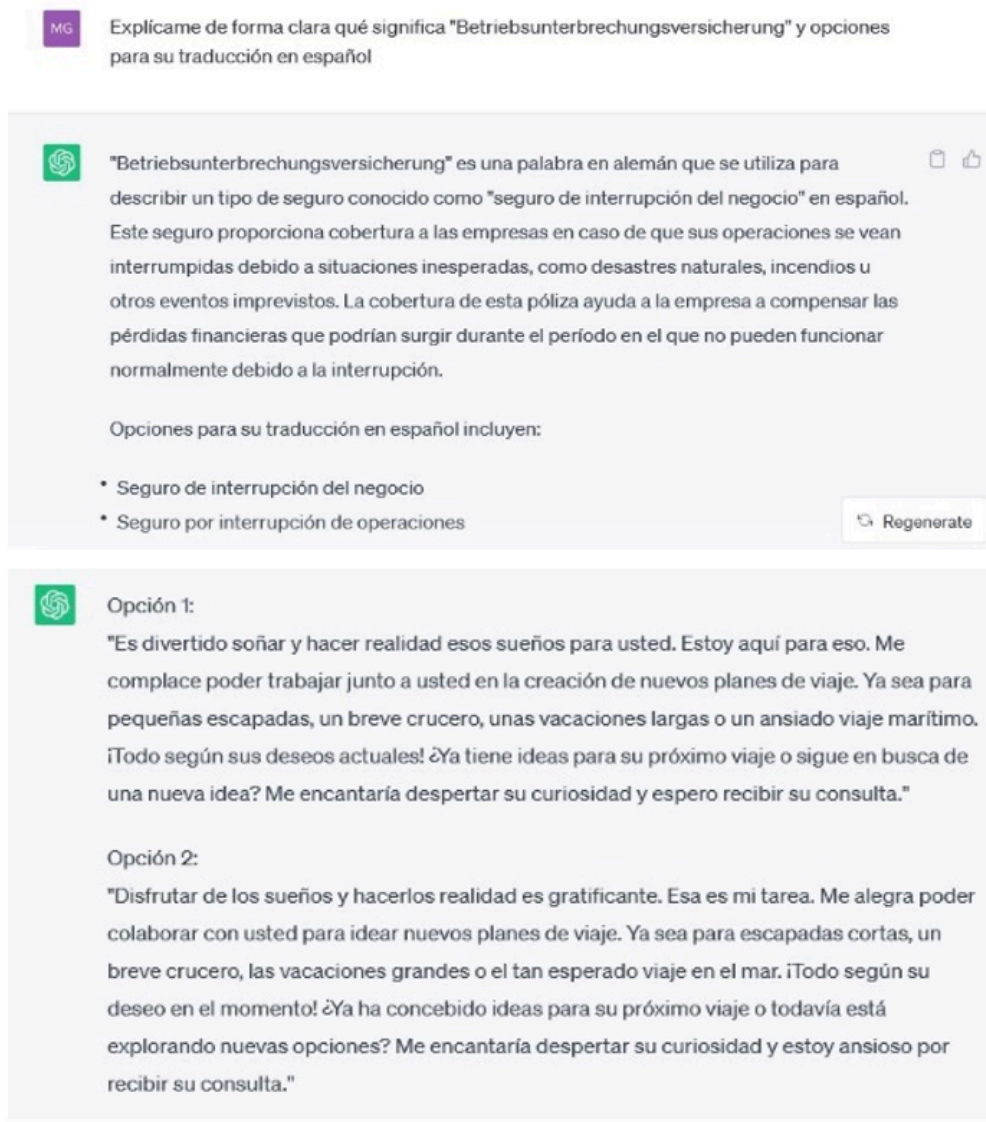 MG
Explícame de forma clara qué significa "Betriebsunterbrechungsversicherung" y opciones
para su traducción en español
"Betriebsunterbrechungsversicherung" es una palabra en alemán que se utiliza para
describir un tipo de seguro conocido como "seguro de interrupción del negocio" en español.
Este seguro proporciona cobertura a las empresas en caso de que sus operaciones se vean
interrumpidas debido a situaciones inesperadas, como desastres naturales, incendios u
otros eventos imprevistos. La cobertura de esta póliza ayuda a la empresa a compensar las
pérdidas financieras que podrían surgir durante el período en el que no pueden funcionar
normalmente debido a la interrupción.
Opciones para su traducción en español incluyen:
• Seguro de interrupción del negocio
• Seguro por interrupción de operaciones
Regenerate
Opción 1:
"Es divertido soñar y hacer realidad esos sueños para usted. Estoy aquí para eso. Me
complace poder trabajar junto a usted en la creación de nuevos planes de viaje. Ya sea para
pequeñas escapadas, un breve crucero, unas vacaciones largas o un ansiado viaje marítimo.
¡Todo según sus deseos actuales! ¿Ya tiene ideas para su próximo viaje o sigue en busca de
una nueva idea? Me encantaría despertar su curiosidad y espero recibir su consulta."
Opción 2:
"Disfrutar de los sueños y hacerlos realidad es gratificante. Esa es mi tarea. Me alegra poder
colaborar con usted para idear nuevos planes de viaje. Ya sea para escapadas cortas, un
breve crucero, las vacaciones grandes o el tan esperado viaje en el mar. ¡Todo según su
deseo en el momento! ¿Ya ha concebido ideas para su próximo viaje o todavía está
explorando nuevas opciones? Me encantaría despertar su curiosidad y estoy ansioso por
recibir su consulta."